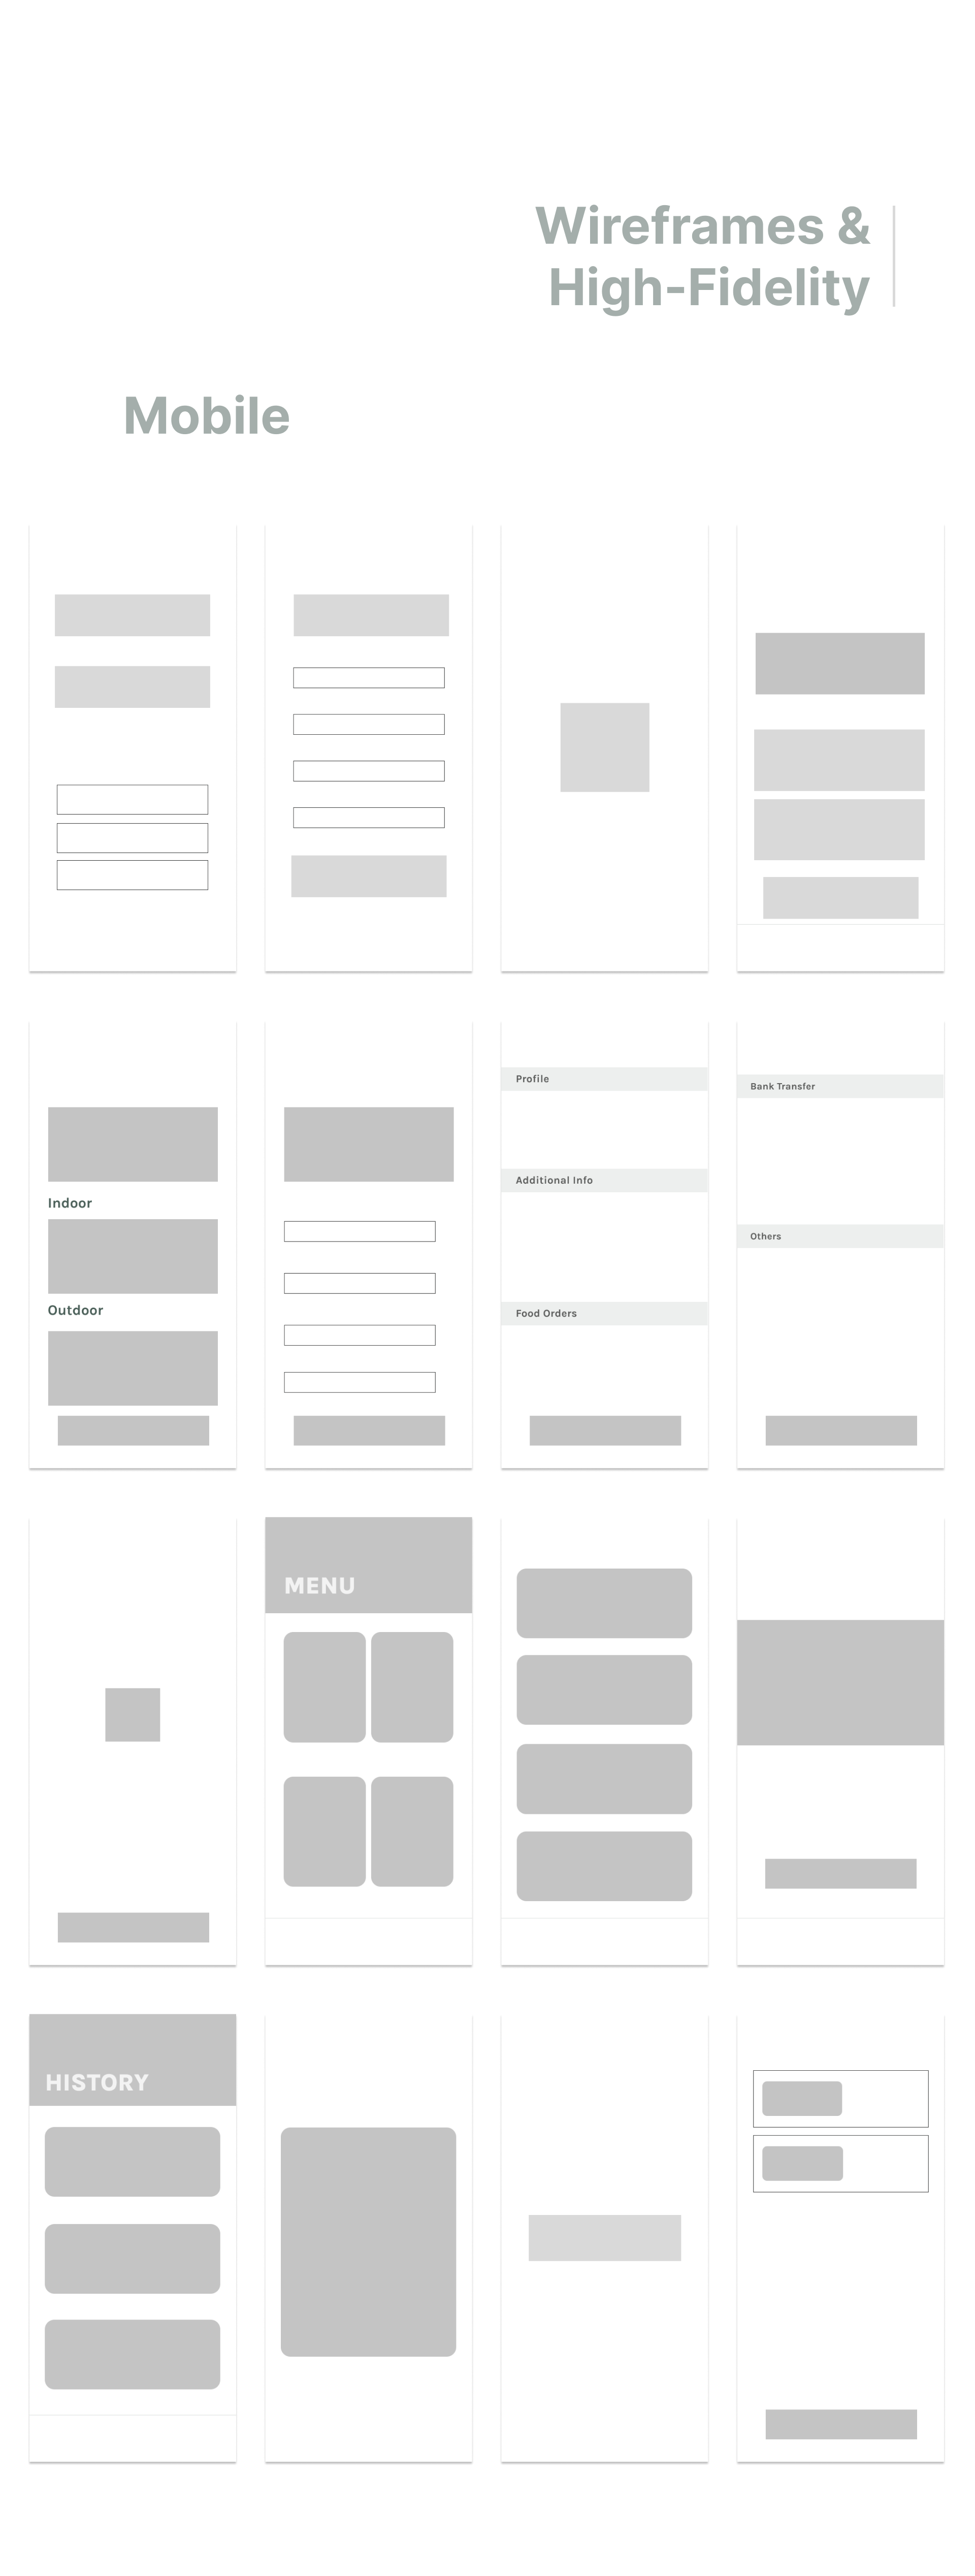 Wireframes &
High-Fidelity
Mobile
Indoor
Outdoor
Profile
Additional Info
Food Orders
Bank Transfer
Others
MENU
HISTORY